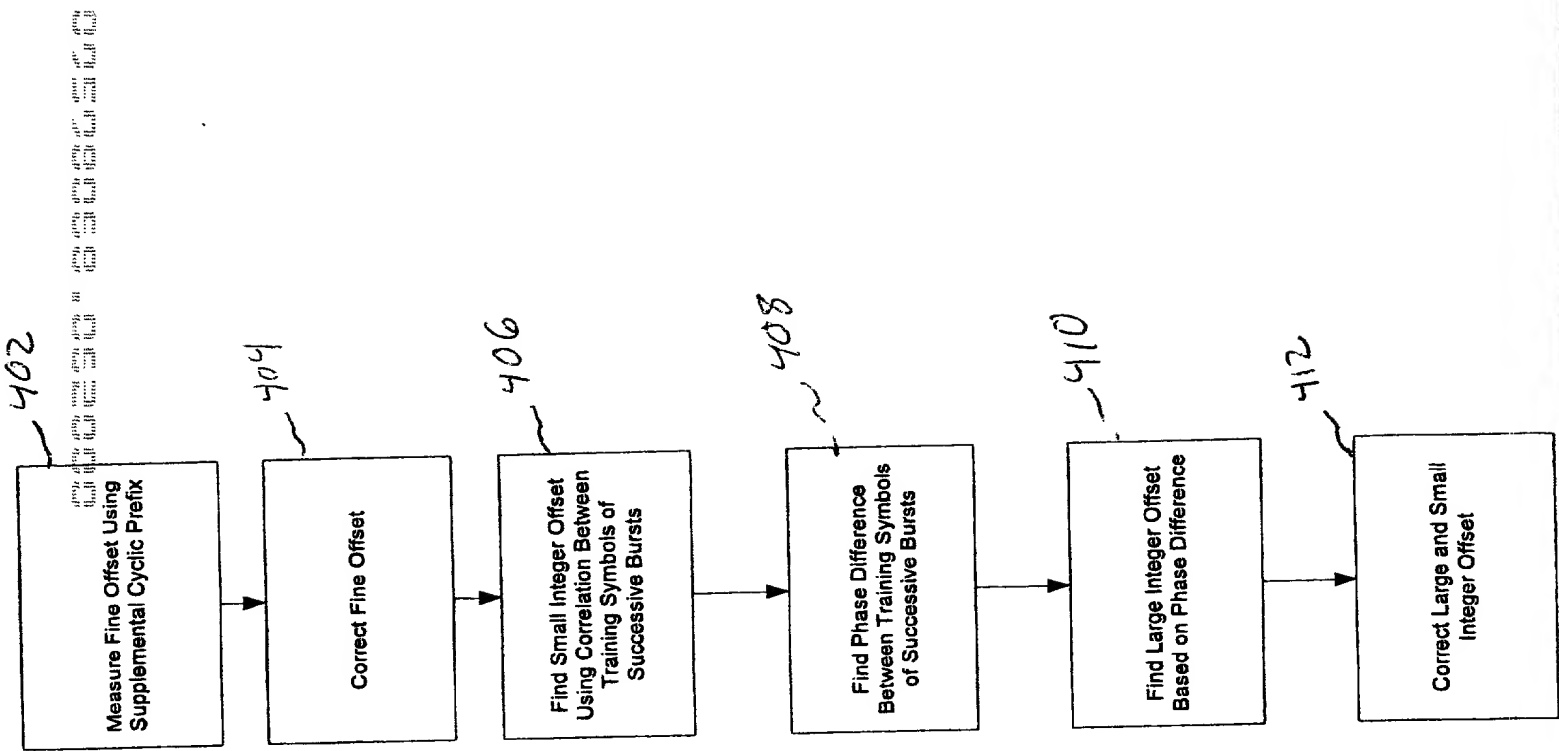 402
Measure Fine Offset Using
Supplemental Cyclic Prefix
404
Correct Fine Offset
406
Find Small Integer Offset
Using Correlation Between
Training Symbols of
Successive Bursts
408
Find Phase Difference
Between Training Symbols
of Successive Bursts
410
Find Large Integer Offset
Based on Phase Difference
412
Correct Large and Small
Integer Offset